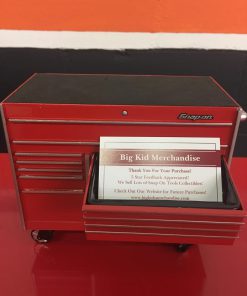 Snap-on
Big Kid Merchandise
Thank You For Your Purchase!
5 Star Feedback Appreciated!
We Sell Lots of Snap On Tools Collectibles!
Check Out Our Website for Future Purchases!
www.bigkidmerchandise.com